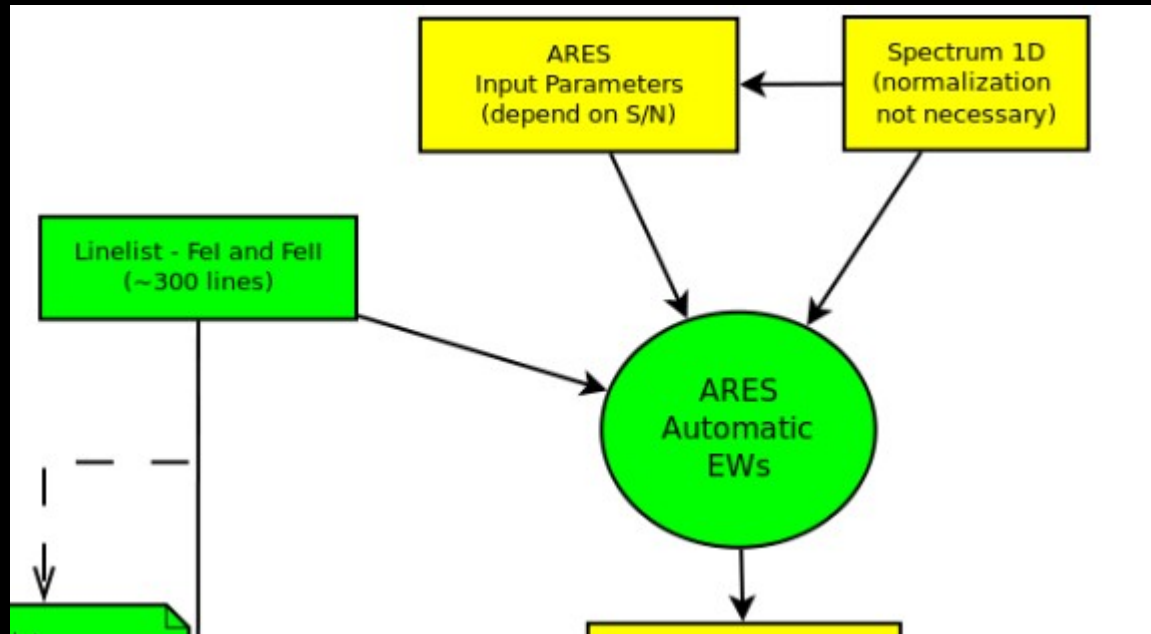 ARES
Input Parameters
(depend on S/N)
Spectrum 1D
(normalization
not necessary)
Linelist - FeI and FeII
(~300 lines)
ARES
Automatic
EWs